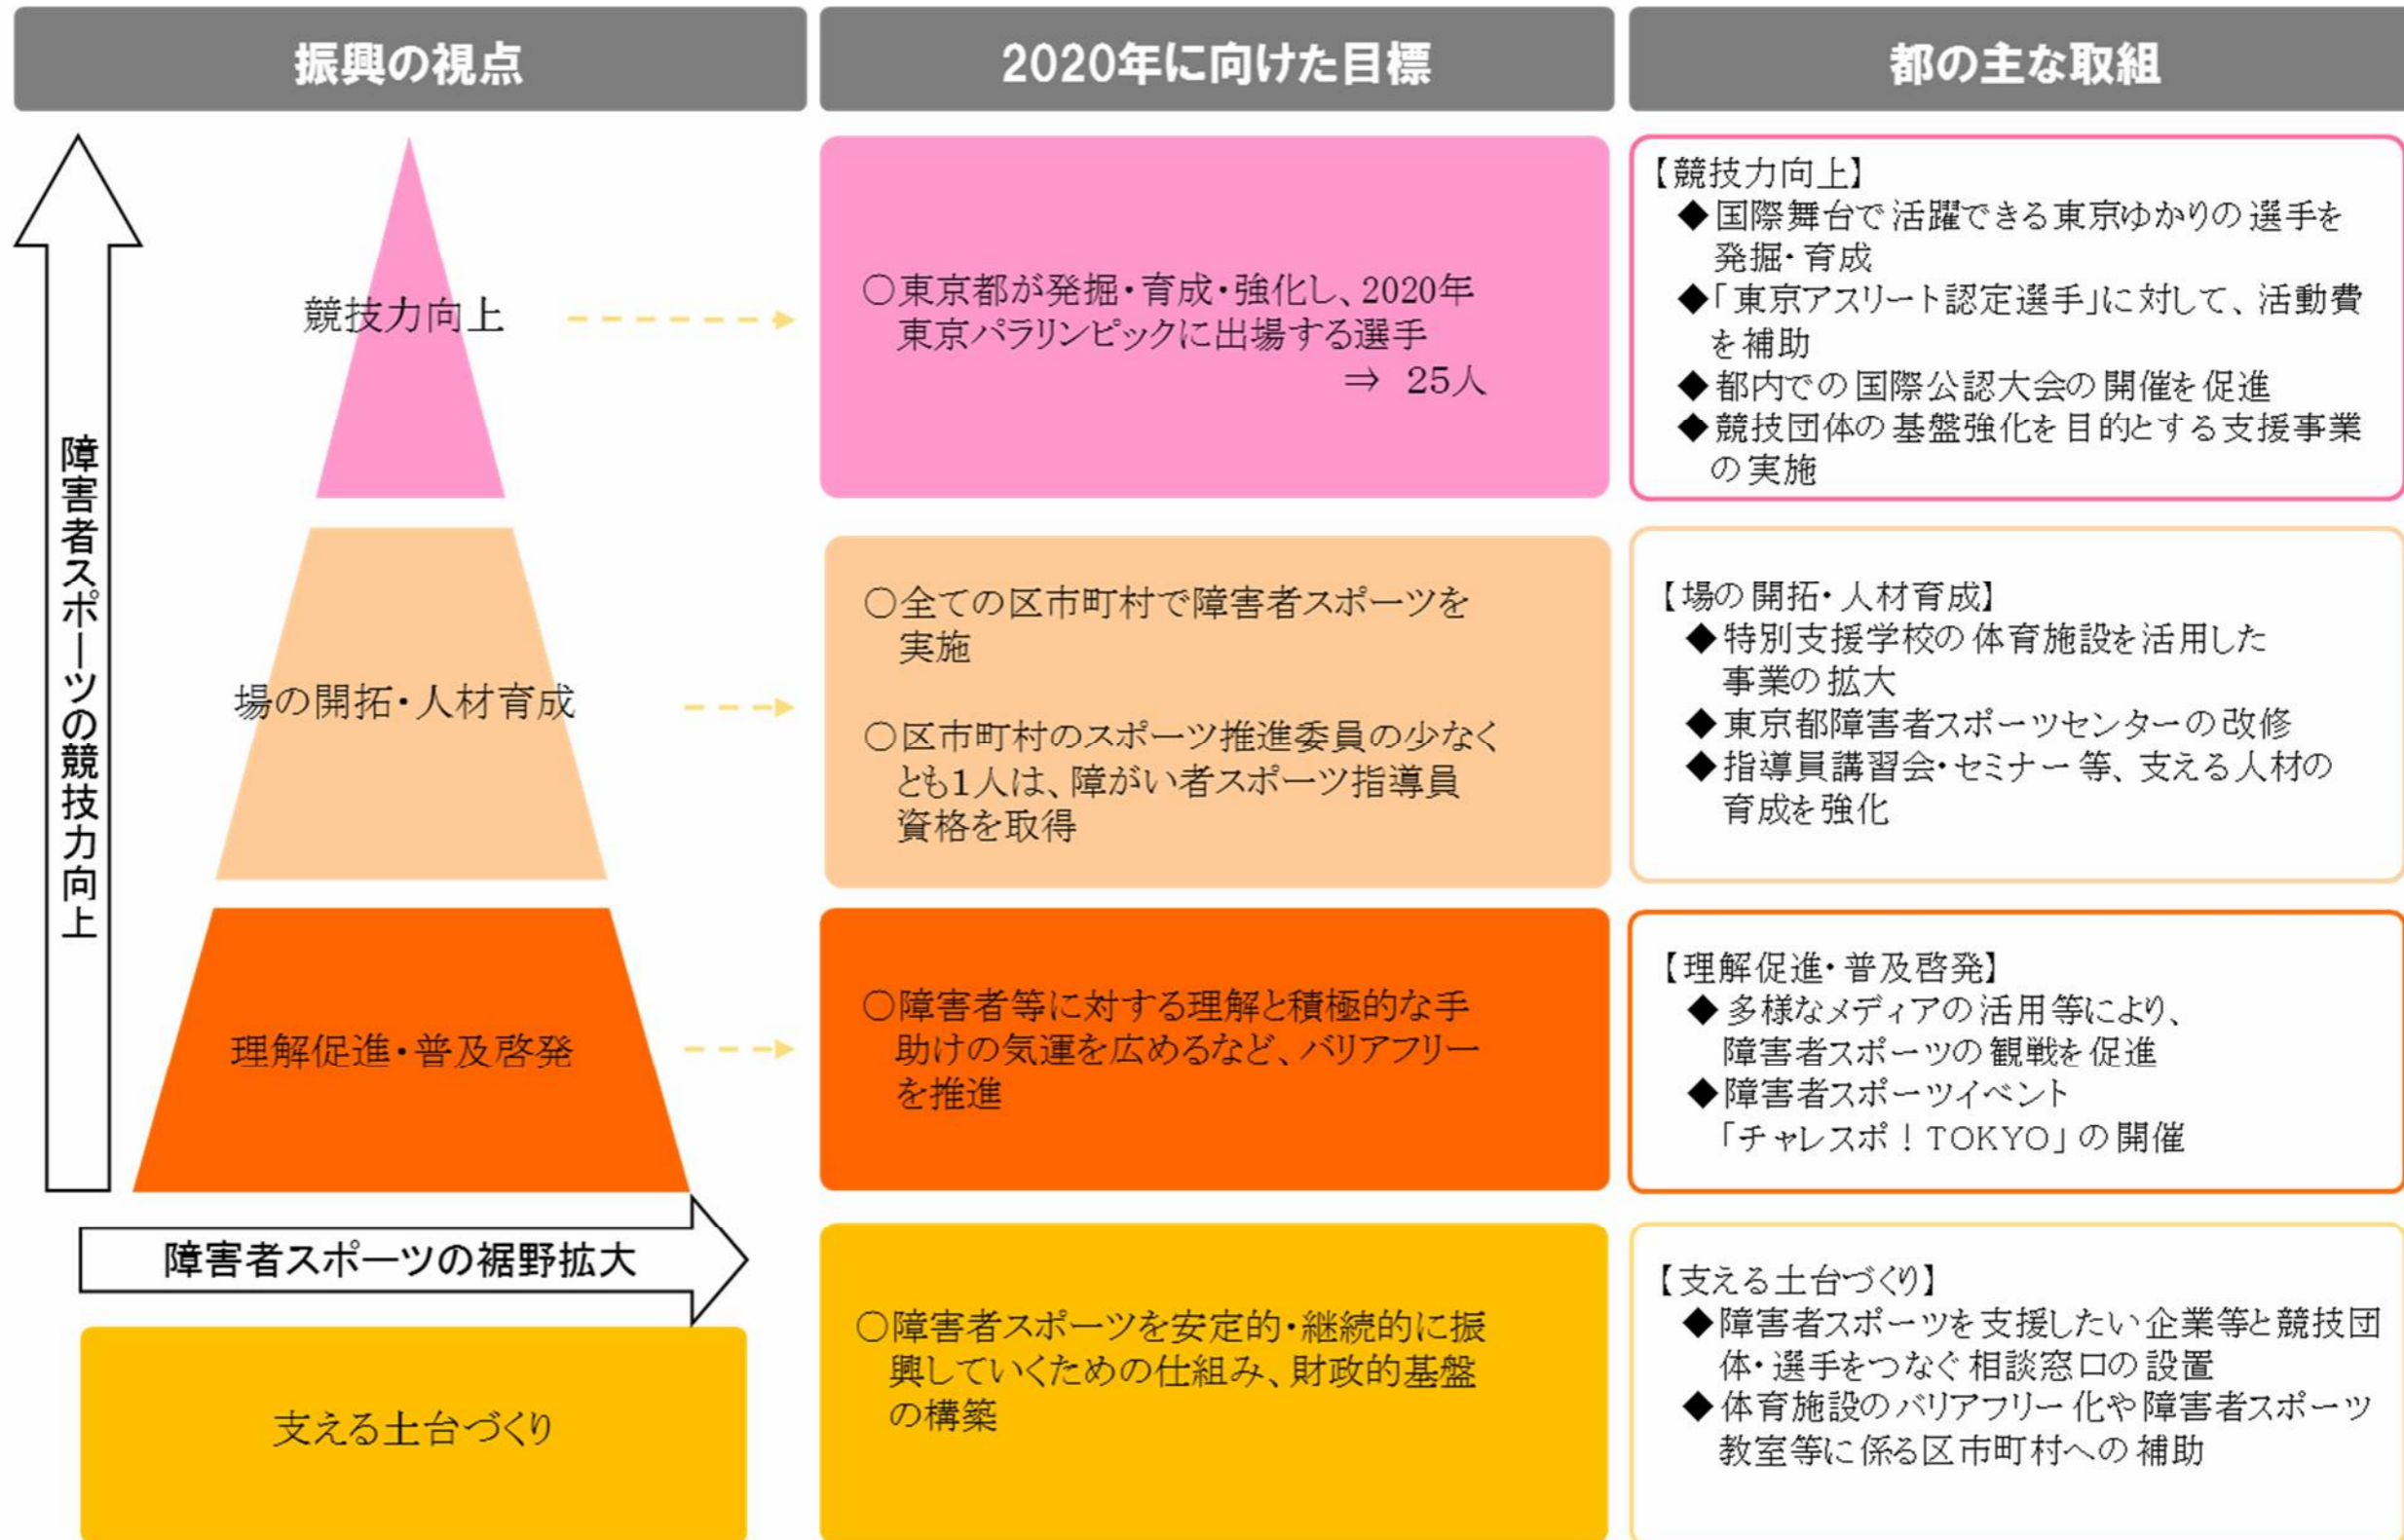 振興の視点
2020年に向けた目標
都の主な取組
障害者スポーツの競技力向上
競技力向上
○東京都が発掘・育成・強化し、2020年
東京パラリンピックに出場する選手
⇒ 25人
【競技力向上】
◆国際舞台で活躍できる東京ゆかりの選手を
発掘・育成
◆「東京アスリート認定選手」に対して、活動費
を補助
◆都内での国際公認大会の開催を促進
◆競技団体の基盤強化を目的とする支援事業
の実施
場の開拓・人材育成
○全ての区市町村で障害者スポーツを
実施
○区市町村のスポーツ推進委員の少なく
とも1人は、障がい者スポーツ指導員
資格を取得
【場の開拓・人材育成】
◆特別支援学校の体育施設を活用した
事業の拡大
◆東京都障害者スポーツセンターの改修
◆指導員講習会・セミナー等、支える人材の
育成を強化
理解促進・普及啓発
○障害者等に対する理解と積極的な手
助けの気運を広めるなど、バリアフリー
を推進
【理解促進・普及啓発】
◆多様なメディアの活用等により、
障害者スポーツの観戦を促進
◆障害者スポーツイベント
「チャレスポ！TOKYO」の開催
障害者スポーツの裾野拡大
支える土台づくり
○障害者スポーツを安定的・継続的に振
興していくための仕組み、財政的基盤
の構築
【支える土台づくり】
◆障害者スポーツを支援したい企業等と競技団
体・選手をつなぐ相談窓口の設置
◆体育施設のバリアフリー化や障害者スポーツ
教室等に係る区市町村への補助